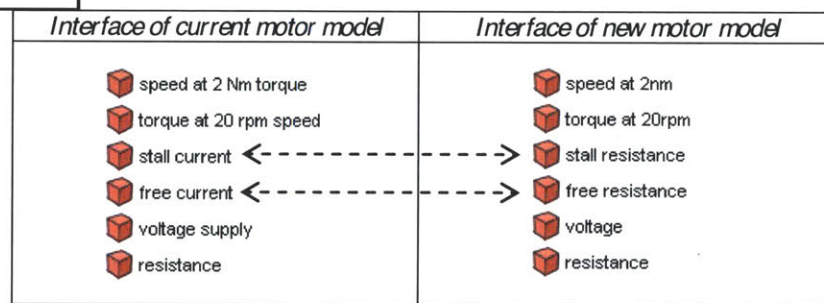 Interface of current motor model
Interface of new motor model
speed at 2 Nm torque
speed at 2nm
torque at 20 rpm speed
torque at 20rpm
stall current
stall resistance
free current
free resistance
voltage supply
voltage
resistance
resistance